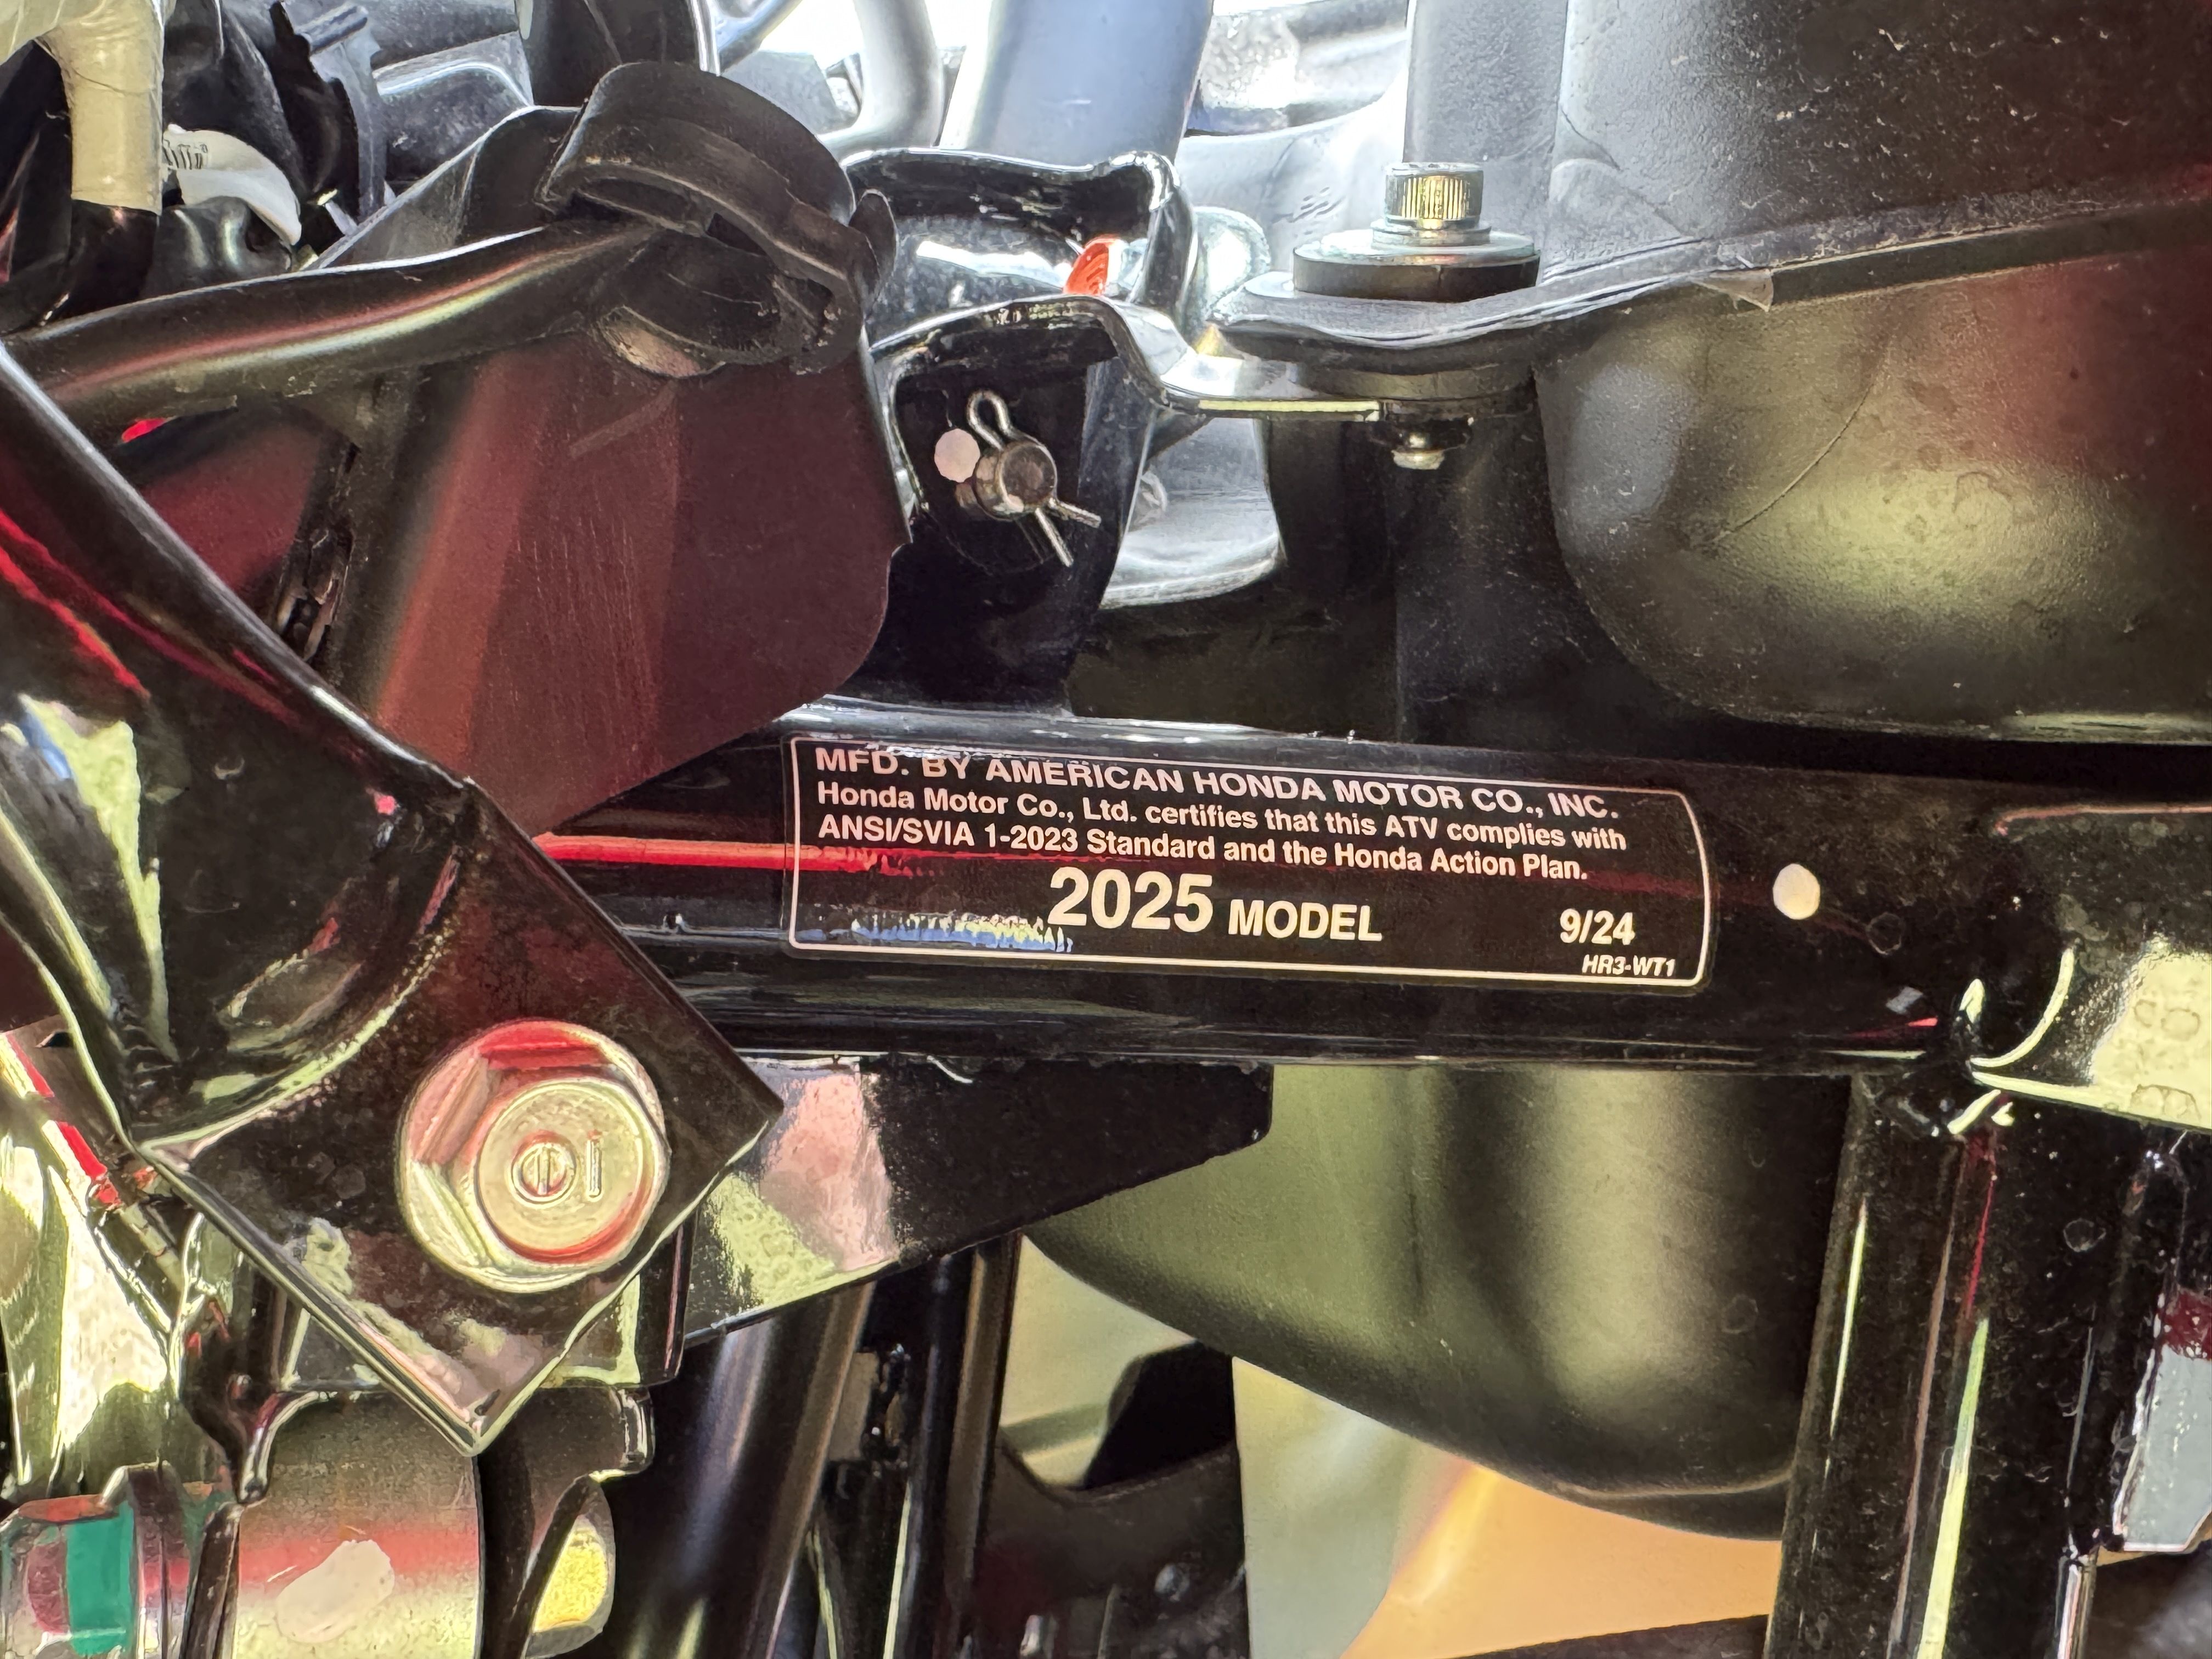 MFD. BY AMERICAN HONDA MOTOR CO., INC.
Honda Motor Co., Ltd. certifies that this ATV complies with
ANSI/SVIA 1-2023 Standard and the Honda Action Plan.
2025 MODEL 9/24
HR3-WT1